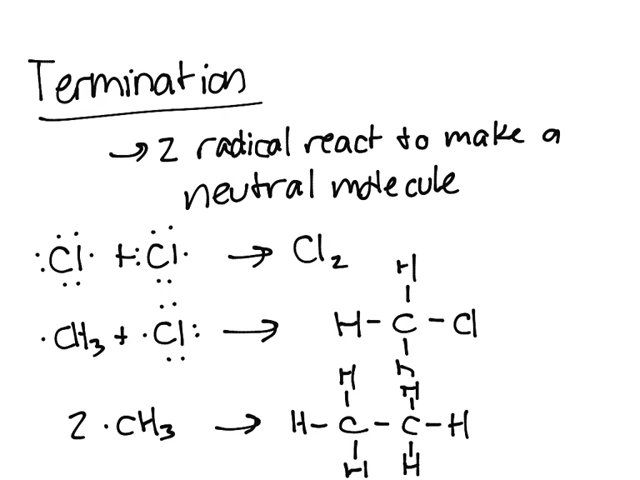 Termination
→ 2 radical react to make a
neutral molecule
:Cl· + :Cl· → Cl₂
·CH₃ + ·Cl: → H-C-Cl
H
H
2 ·CH₃ → H-C-C-H
H H
H H